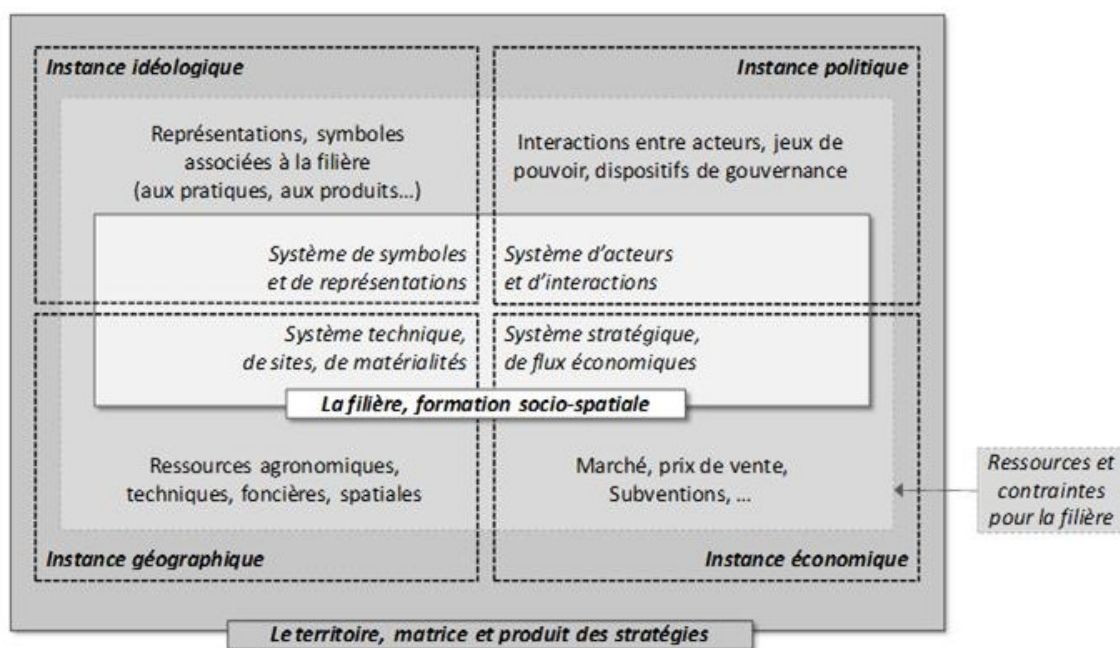 Instance idéologique
Instance politique
Représentations, symboles
associées à la filière
(aux pratiques, aux produits…)
Interactions entre acteurs, jeux de
pouvoir, dispositifs de gouvernance
Système de symboles
et de représentations
Système d’acteurs
et d’interactions
Système technique,
de sites, de matérialités
Système stratégique,
de flux économiques
La filière, formation socio-spatiale
Ressources agronomiques,
techniques, foncières, spatiales
Marché, prix de vente,
Subventions, …
Ressources et
contraintes
pour la filière
Instance géographique
Instance économique
Le territoire, matrice et produit des stratégies